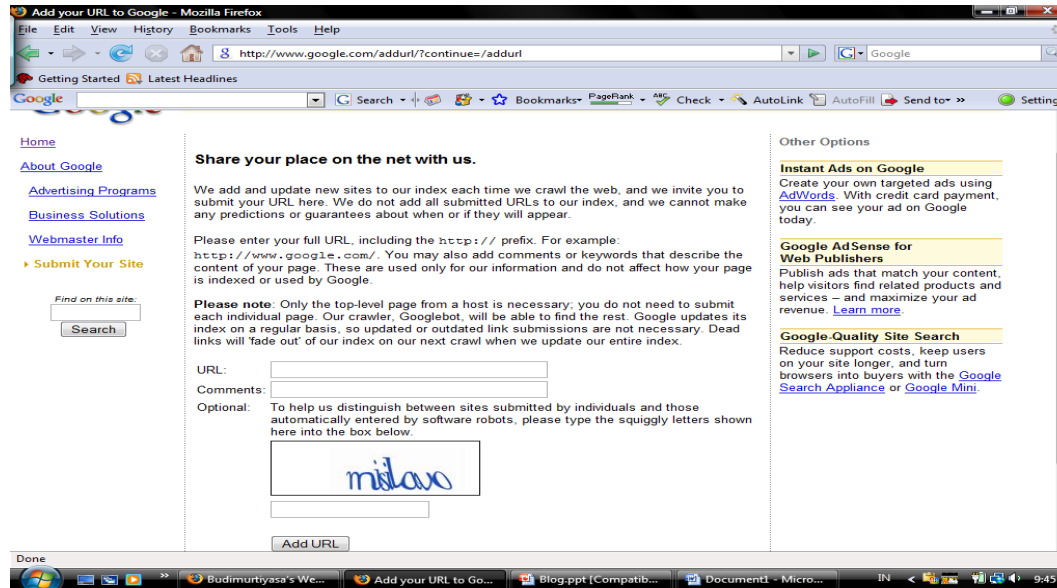 Add your URL to Google - Mozilla Firefox
File Edit View History Bookmarks Tools Help
http://www.google.com/addurl/?continue=/addurl
G Google
Getting Started Latest Headlines
Google G Search Bookmarks PageRank ABC Check AutoLink AutoFill Send to » Setting
Home
About Google
Advertising Programs
Business Solutions
Webmaster Info
Submit Your Site
Find on this site:
Search
Share your place on the net with us.
We add and update new sites to our index each time we crawl the web, and we invite you to
submit your URL here. We do not add all submitted URLs to our index, and we cannot make
any predictions or guarantees about when or if they will appear.
Please enter your full URL, including the http:// prefix. For example:
http://www.google.com/. You may also add comments or keywords that describe the
content of your page. These are used only for our information and do not affect how your page
is indexed or used by Google.
Please note: Only the top-level page from a host is necessary; you do not need to submit
each individual page. Our crawler, Googlebot, will be able to find the rest. Google updates its
index on a regular basis, so updated or outdated link submissions are not necessary. Dead
links will 'fade out' of our index on our next crawl when we update our entire index.
URL:
Comments:
Optional: To help us distinguish between sites submitted by individuals and those
automatically entered by software robots, please type the squiggly letters shown
here into the box below.
Add URL
Other Options
Instant Ads on Google
Create your own targeted ads using
AdWords. With credit card payment,
you can see your ad on Google
today.
Google AdSense for
Web Publishers
Publish ads that match your content,
help visitors find related products and
services – and maximize your ad
revenue. Learn more.
Google-Quality Site Search
Reduce support costs, keep users
on your site longer, and turn
browsers into buyers with the Google
Search Appliance or Google Mini.
Done
» Budimurtiyasa's We... Add your URL to Go... Blog.ppt [Compatib... Document1 - Micro... IN < 9:45